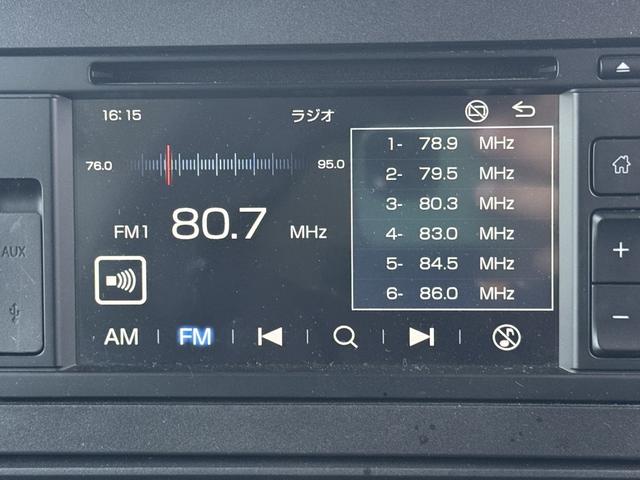 16:15 ラジオ
76.0 95.0
FM1 80.7 MHz
1- 78.9 MHz
2- 79.5 MHz
3- 80.3 MHz
4- 83.0 MHz
5- 84.5 MHz
6- 86.0 MHz
AM FM
AUX
+
−